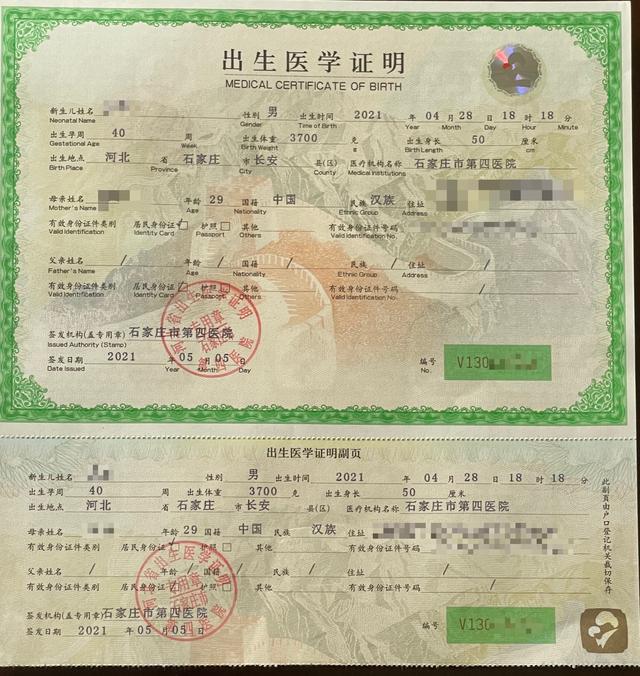 出生医学证明
MEDICAL CERTIFICATE OF BIRTH
新生儿姓名 性别 男 出生时间 2021 年 04 月 28 日 18 时 18 分
Neonatal Name Gender Time of Birth Year Month Day Hour Minute
出生孕周 40 周 出生体重 3700 克 出生身长 50 厘米
Gestational Age Week Birth Weight g Birth Length cm
出生地点 河北 省 石家庄 市 长安 县(区) 医疗机构名称 石家庄市第四医院
Birth Place Province City County Medical Institutions
母亲姓名 年龄 29 国籍 中国 民族 汉族 住址
Mother's Name Age Nationality Ethnic Group Address
有效身份证件类别 居民身份证 护照 其他 有效身份证件号码
Valid Identification Identity Card Passport Others Valid Identification No.
父亲姓名 / 年龄 / 国籍 / 民族 / 住址 /
Father's Name Age Nationality Ethnic Group Address
有效身份证件类别 居民身份证 护照 其他 有效身份证件号码 /
Valid Identification Identity Card Passport Others Valid Identification No.
签发机构(盖专用章) 石家庄市第四医院
Issued Authority (Stamp)
签发日期 2021 年 05 月 05 日 编号 V130
Date Issued Year Month Day No.
出生医学证明副页
新生儿姓名 性别 男 出生时间 2021 年 04 月 28 日 18 时 18 分
出生孕周 40 周 出生体重 3700 克 出生身长 50 厘米
出生地点 河北 省 石家庄 市 长安 县(区) 医疗机构名称 石家庄市第四医院
母亲姓名 年龄 29 国籍 中国 民族 汉族 住址
有效身份证件类别 居民身份证 护照 其他 有效身份证件号码
父亲姓名 / 年龄 / 国籍 / 民族 / 住址 /
有效身份证件类别 居民身份证 护照 其他 有效身份证件号码 /
签发机构(盖专用章) 石家庄市第四医院
签发日期 2021 年 05 月 05 日 编号 V130
此副页由户口登记机关裁切保存